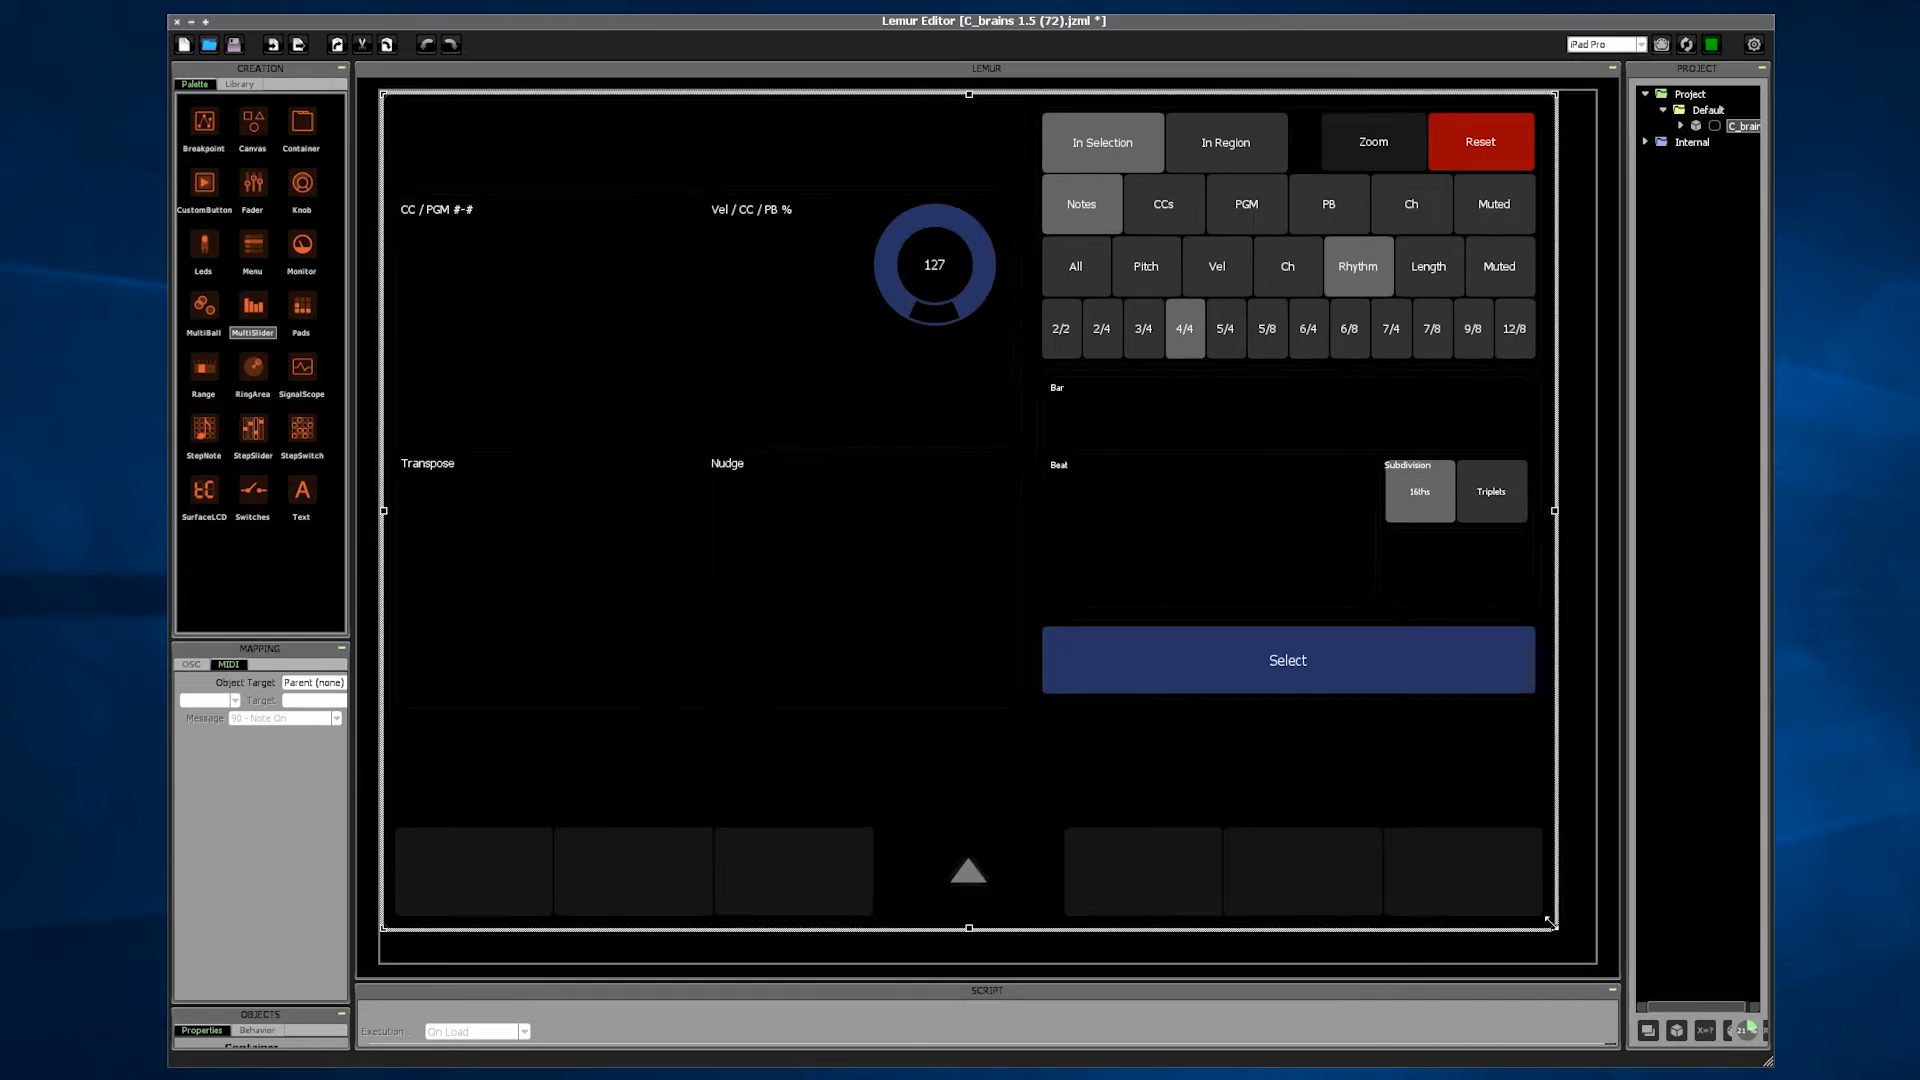 Lemur Editor [C_brains 1.5 (72).jzml *]
iPad Pro
CREATION
Palette
Library
Breakpoint
Canvas
Container
CustomButton
Fader
Knob
Leds
Menu
Monitor
MultiBall
MultiSlider
Pads
Range
RingArea
SignalScope
StepNote
StepSlider
StepSwitch
SurfaceLCD
Switches
Text
MAPPING
OSC
MIDI
Object Target
Parent (none)
Target
Message
90 - Note On
OBJECTS
Properties
Behavior
Container
LEMUR
CC / PGM #-#
Vel / CC / PB %
127
Transpose
Nudge
In Selection
In Region
Zoom
Reset
Notes
CCs
PGM
PB
Ch
Muted
All
Pitch
Vel
Ch
Rhythm
Length
Muted
2/2
2/4
3/4
4/4
5/4
5/8
6/4
6/8
7/4
7/8
9/8
12/8
Bar
Beat
Subdivision
16ths
Triplets
Select
SCRIPT
Execution :
On Load
PROJECT
Project
Default
C_brain
Internal
X=?